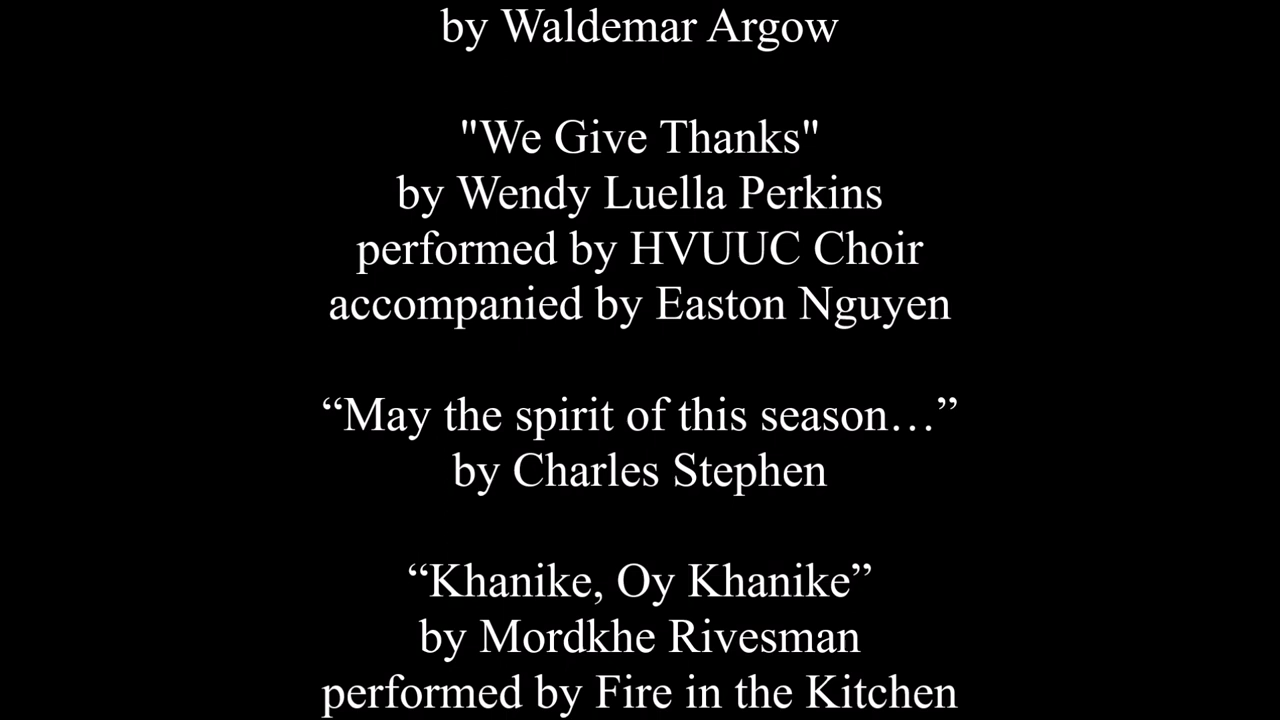 by Waldemar Argow
"We Give Thanks"
by Wendy Luella Perkins
performed by HVUUC Choir
accompanied by Easton Nguyen
“May the spirit of this season…”
by Charles Stephen
“Khanike, Oy Khanike”
by Mordkhe Rivesman
performed by Fire in the Kitchen